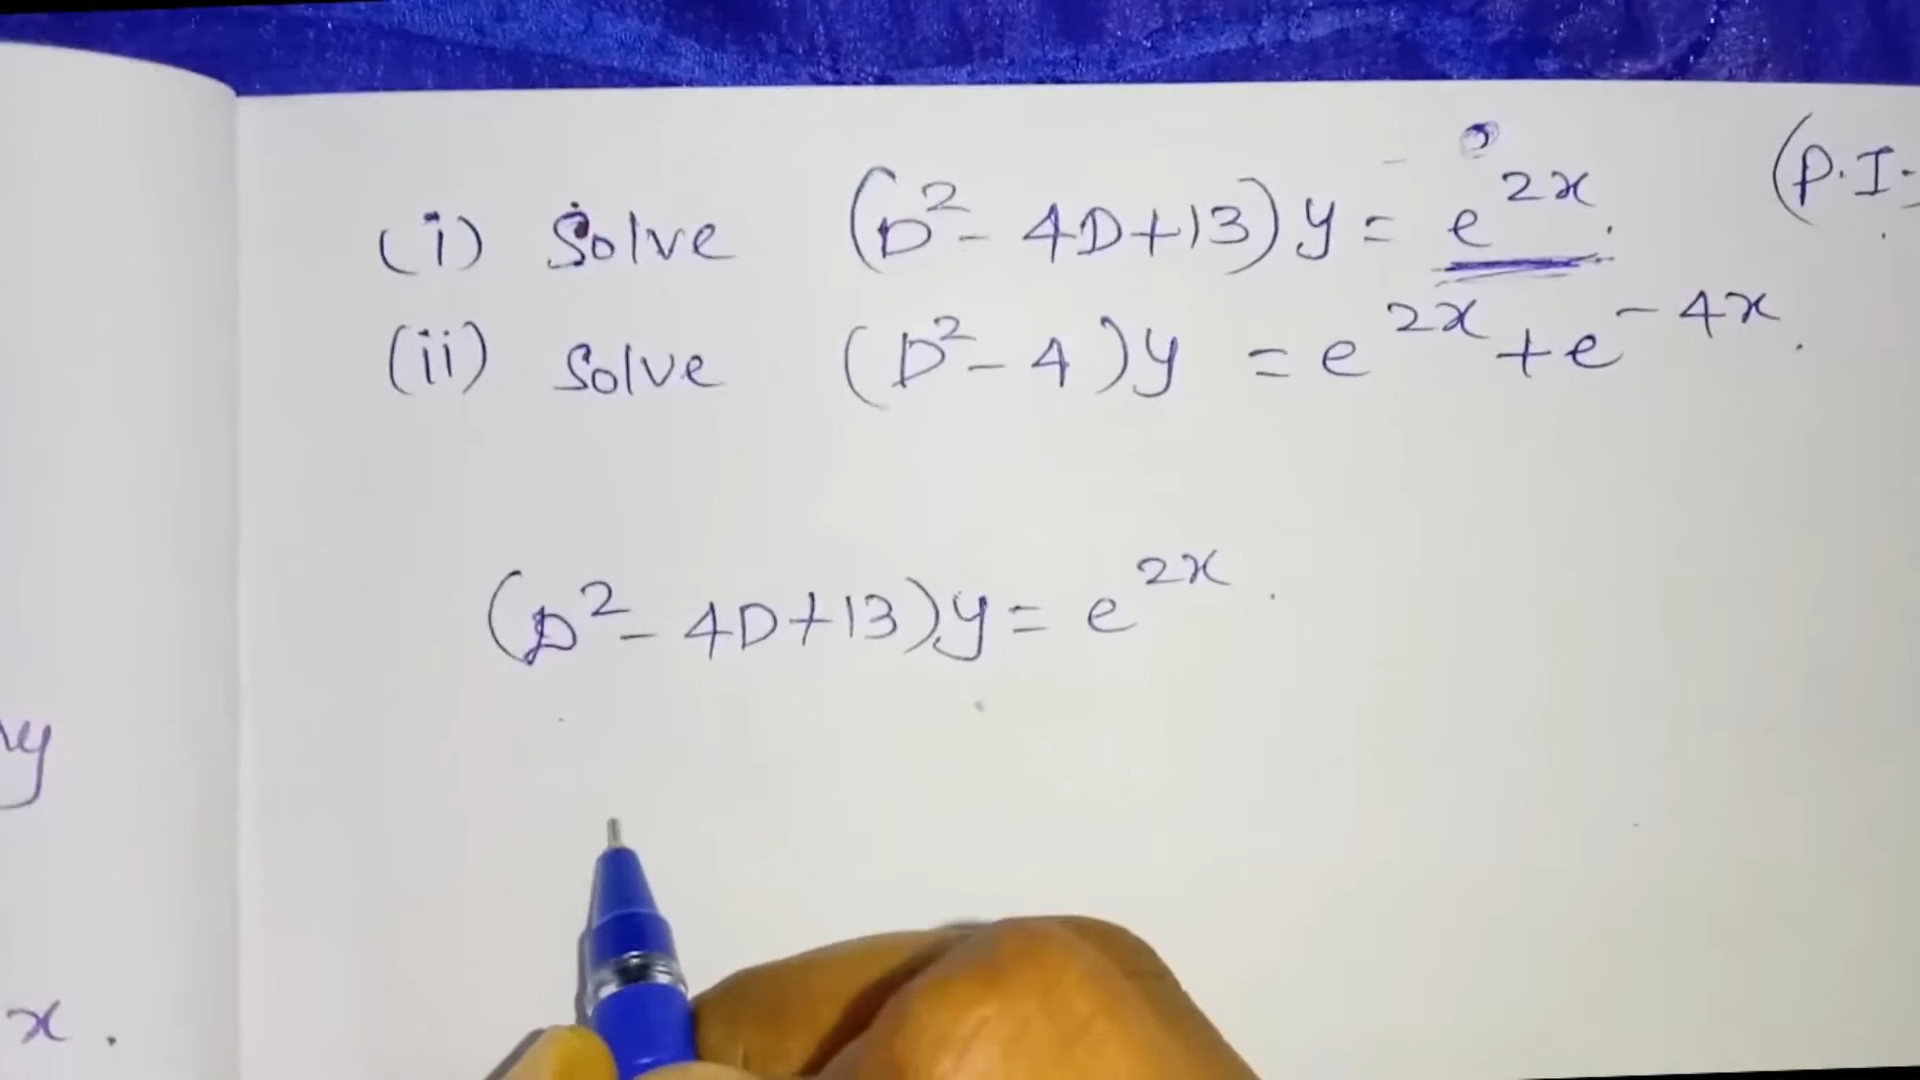 (i) Solve (D² - 4D+13) y = e^{2x}. (P.I.
(ii) Solve (D² - 4) y = e^{2x} + e^{-4x}.
(D² - 4D+13) y = e^{2x}.
y
x.